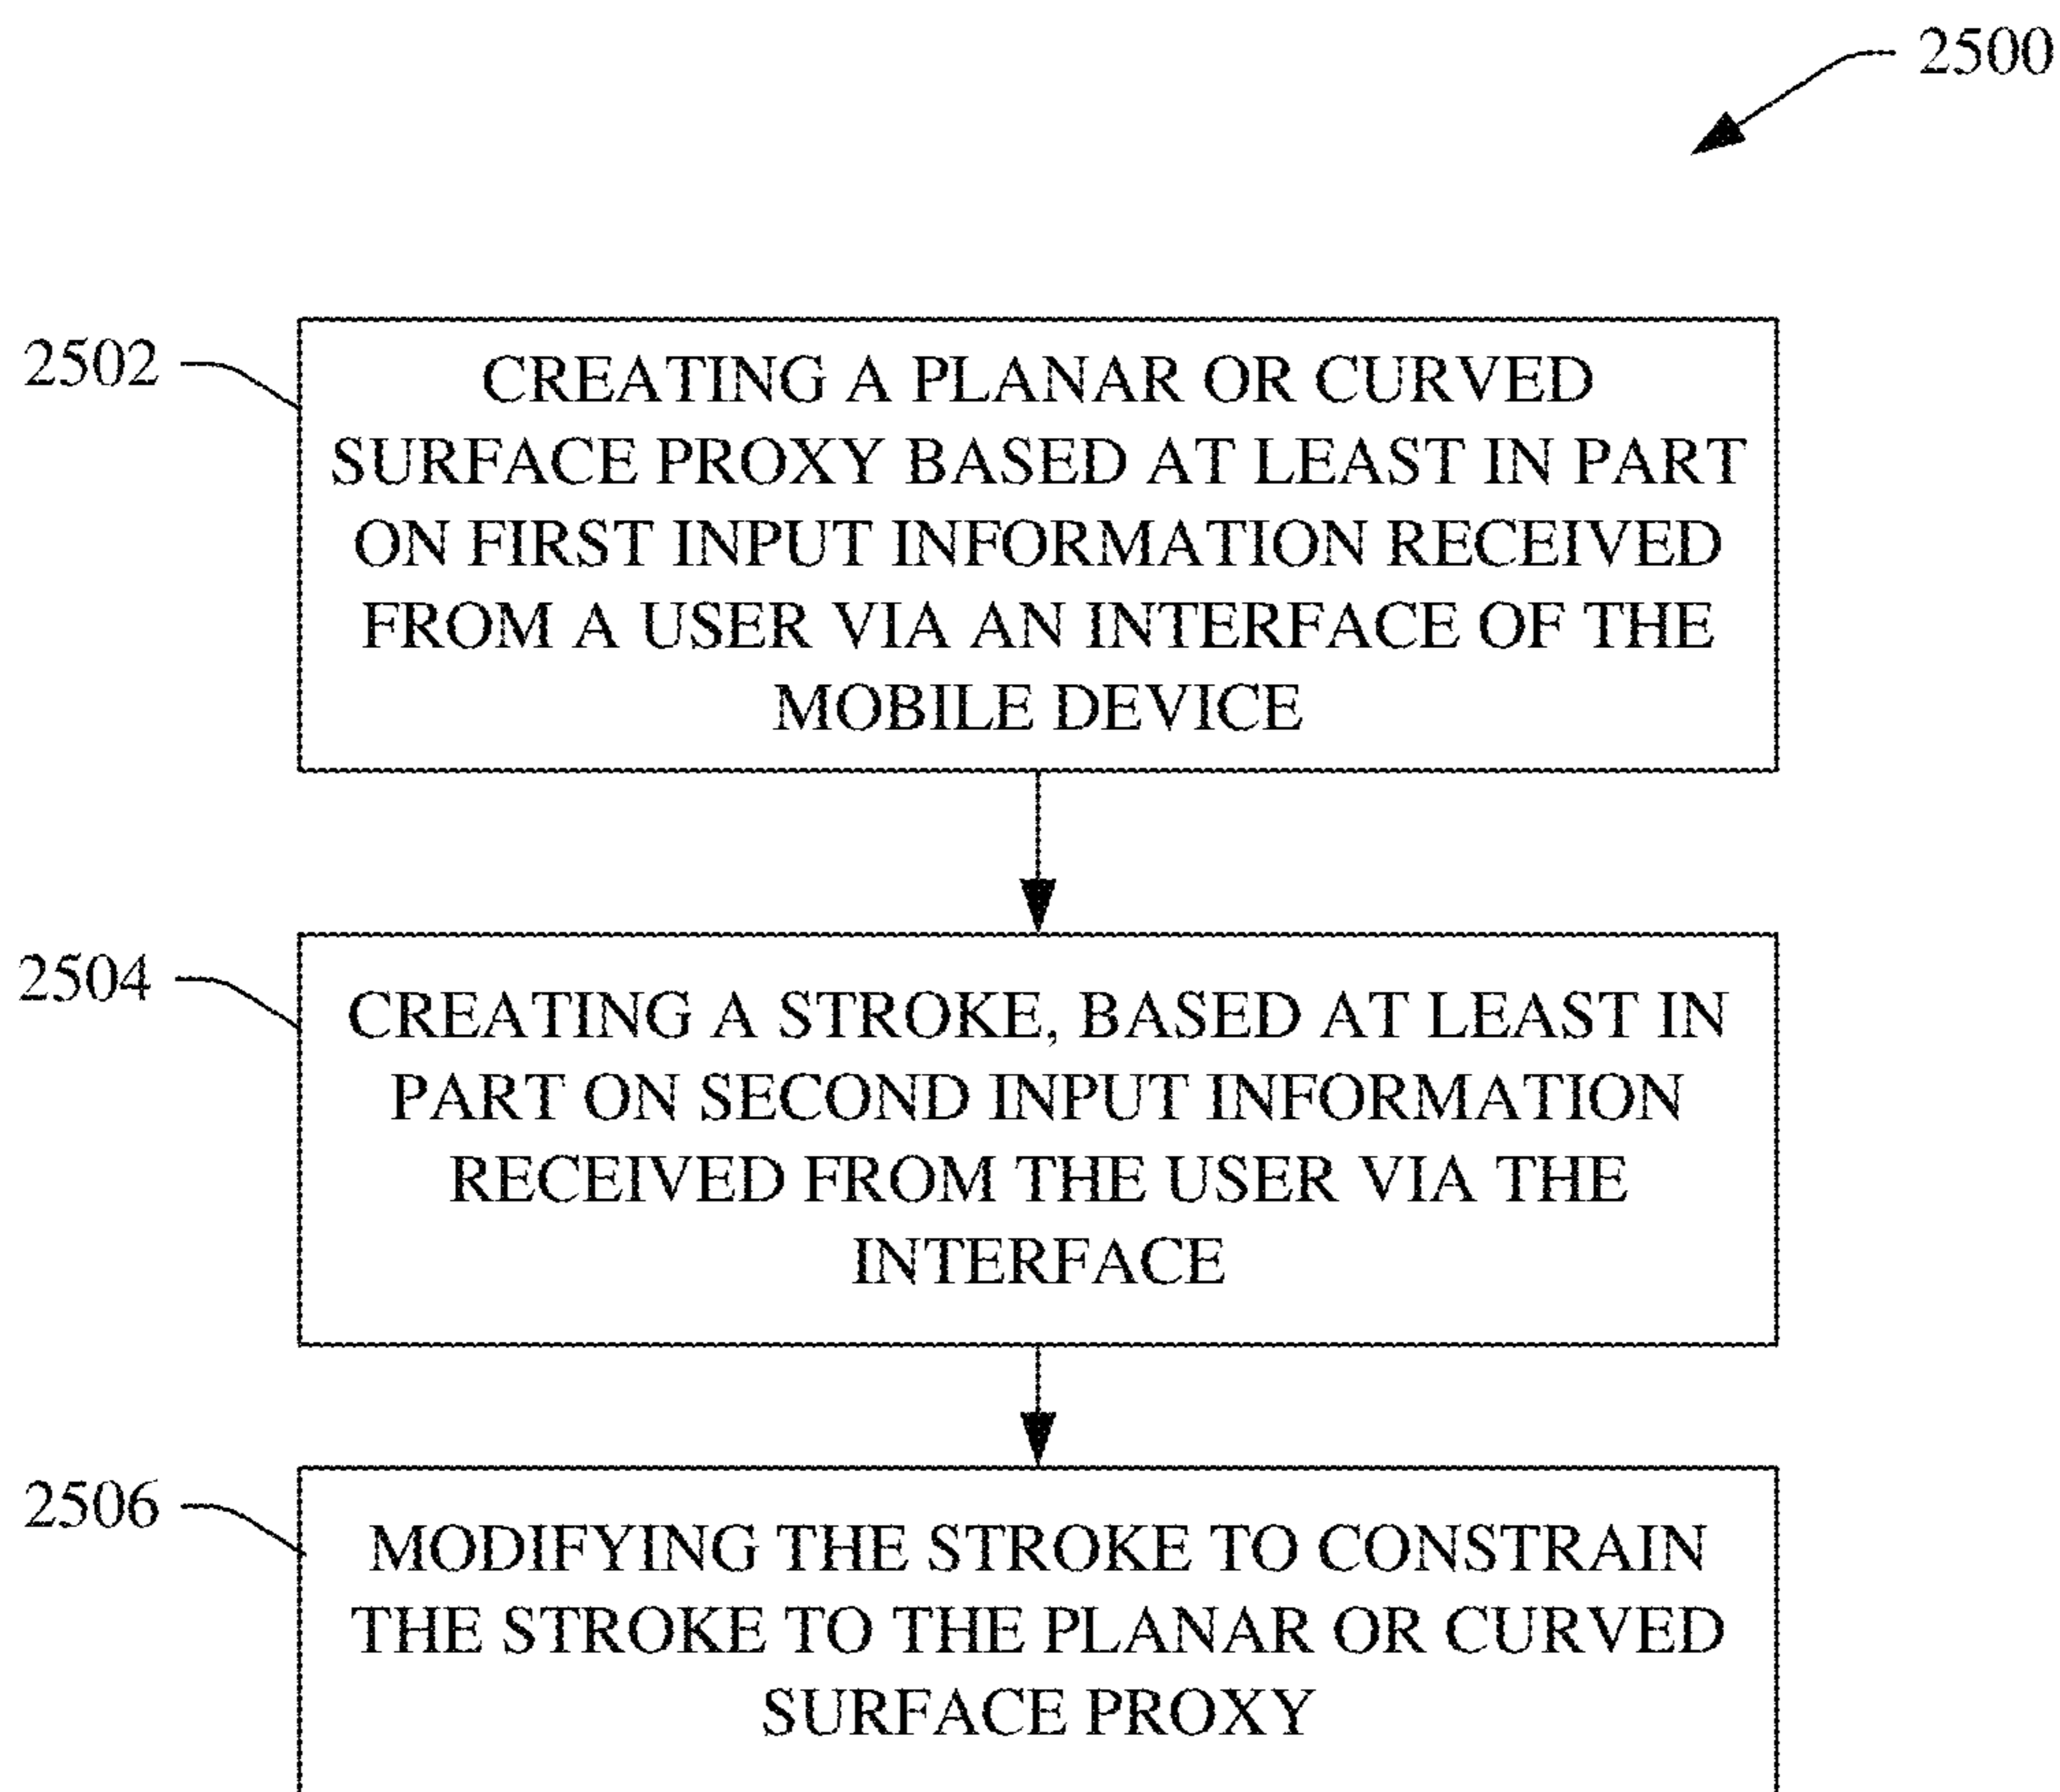 2500
2502
CREATING A PLANAR OR CURVED
SURFACE PROXY BASED AT LEAST IN PART
ON FIRST INPUT INFORMATION RECEIVED
FROM A USER VIA AN INTERFACE OF THE
MOBILE DEVICE
2504
CREATING A STROKE, BASED AT LEAST IN
PART ON SECOND INPUT INFORMATION
RECEIVED FROM THE USER VIA THE
INTERFACE
2506
MODIFYING THE STROKE TO CONSTRAIN
THE STROKE TO THE PLANAR OR CURVED
SURFACE PROXY